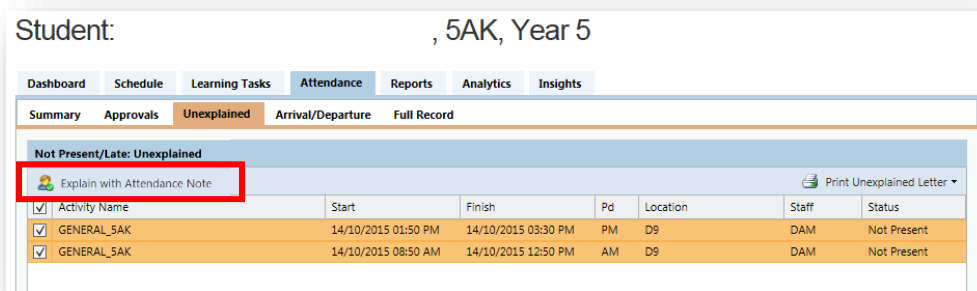 Student: , 5AK, Year 5
Dashboard Schedule Learning Tasks Attendance Reports Analytics Insights
Summary Approvals Unexplained Arrival/Departure Full Record
Not Present/Late: Unexplained
Explain with Attendance Note Print Unexplained Letter
Activity Name Start Finish Pd Location Staff Status
GENERAL_5AK 14/10/2015 01:50 PM 14/10/2015 03:30 PM PM D9 DAM Not Present
GENERAL_5AK 14/10/2015 08:50 AM 14/10/2015 12:50 PM AM D9 DAM Not Present